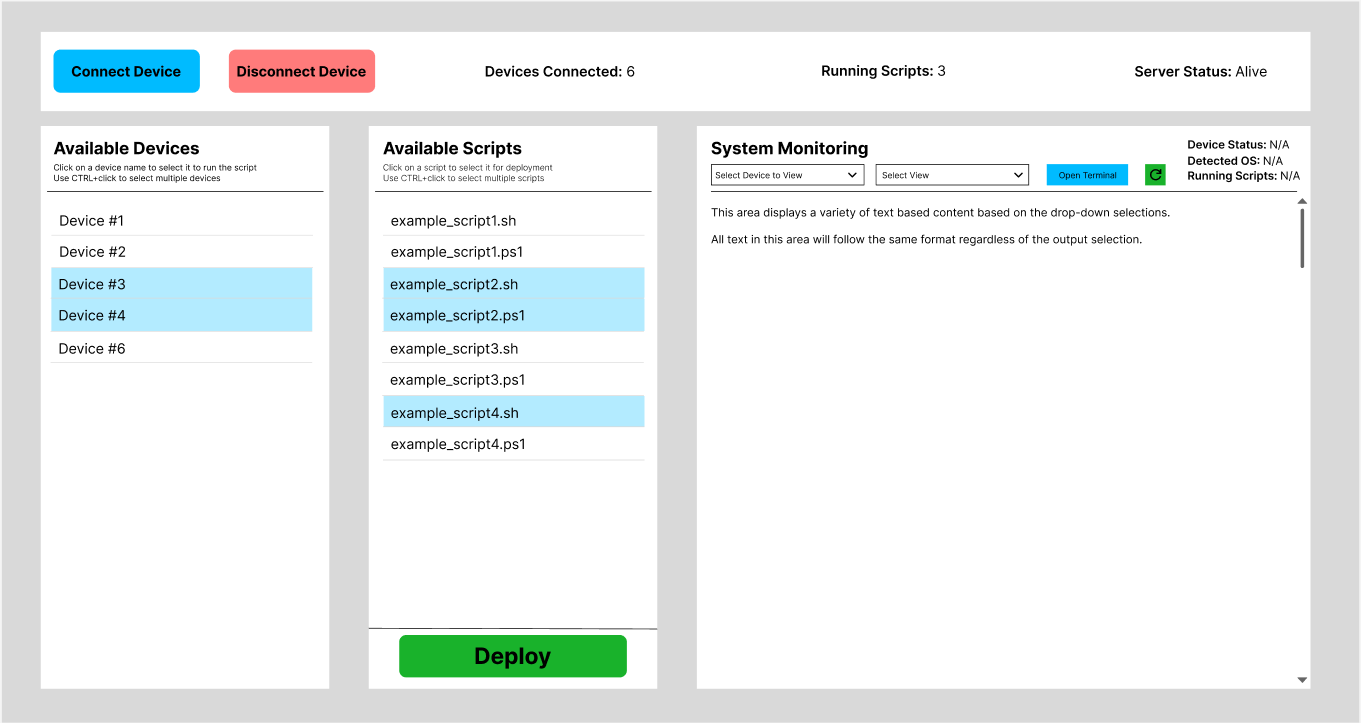 Connect Device
Disconnect Device
Devices Connected: 6
Running Scripts: 3
Server Status: Alive
Available Devices
Click on a device name to select it to run the script
Use CTRL+click to select multiple devices
Device #1
Device #2
Device #3
Device #4
Device #6
Available Scripts
Click on a script to select it for deployment
Use CTRL+click to select multiple scripts
example_script1.sh
example_script1.ps1
example_script2.sh
example_script2.ps1
example_script3.sh
example_script3.ps1
example_script4.sh
example_script4.ps1
Deploy
System Monitoring
Select Device to View
Select View
Open Terminal
Device Status: N/A
Detected OS: N/A
Running Scripts: N/A
This area displays a variety of text based content based on the drop-down selections.
All text in this area will follow the same format regardless of the output selection.